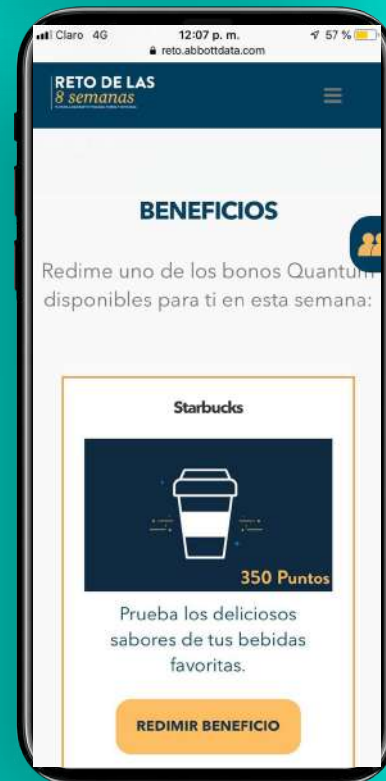 Claro 4G 12:07 p. m. 57 %
reto.abbottdata.com
RETO DE LAS
8 semanas
BENEFICIOS
Redime uno de los bonos Quantum
disponibles para ti en esta semana:
Starbucks
350 Puntos
Prueba los deliciosos
sabores de tus bebidas
favoritas.
REDIMIR BENEFICIO